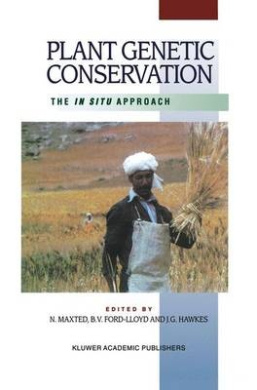 PLANT GENETIC
CONSERVATION
THE IN SITU APPROACH
EDITED BY
N. MAXTED, B.V. FORD-LLOYD AND J.G. HAWKES
KLUWER ACADEMIC PUBLISHERS